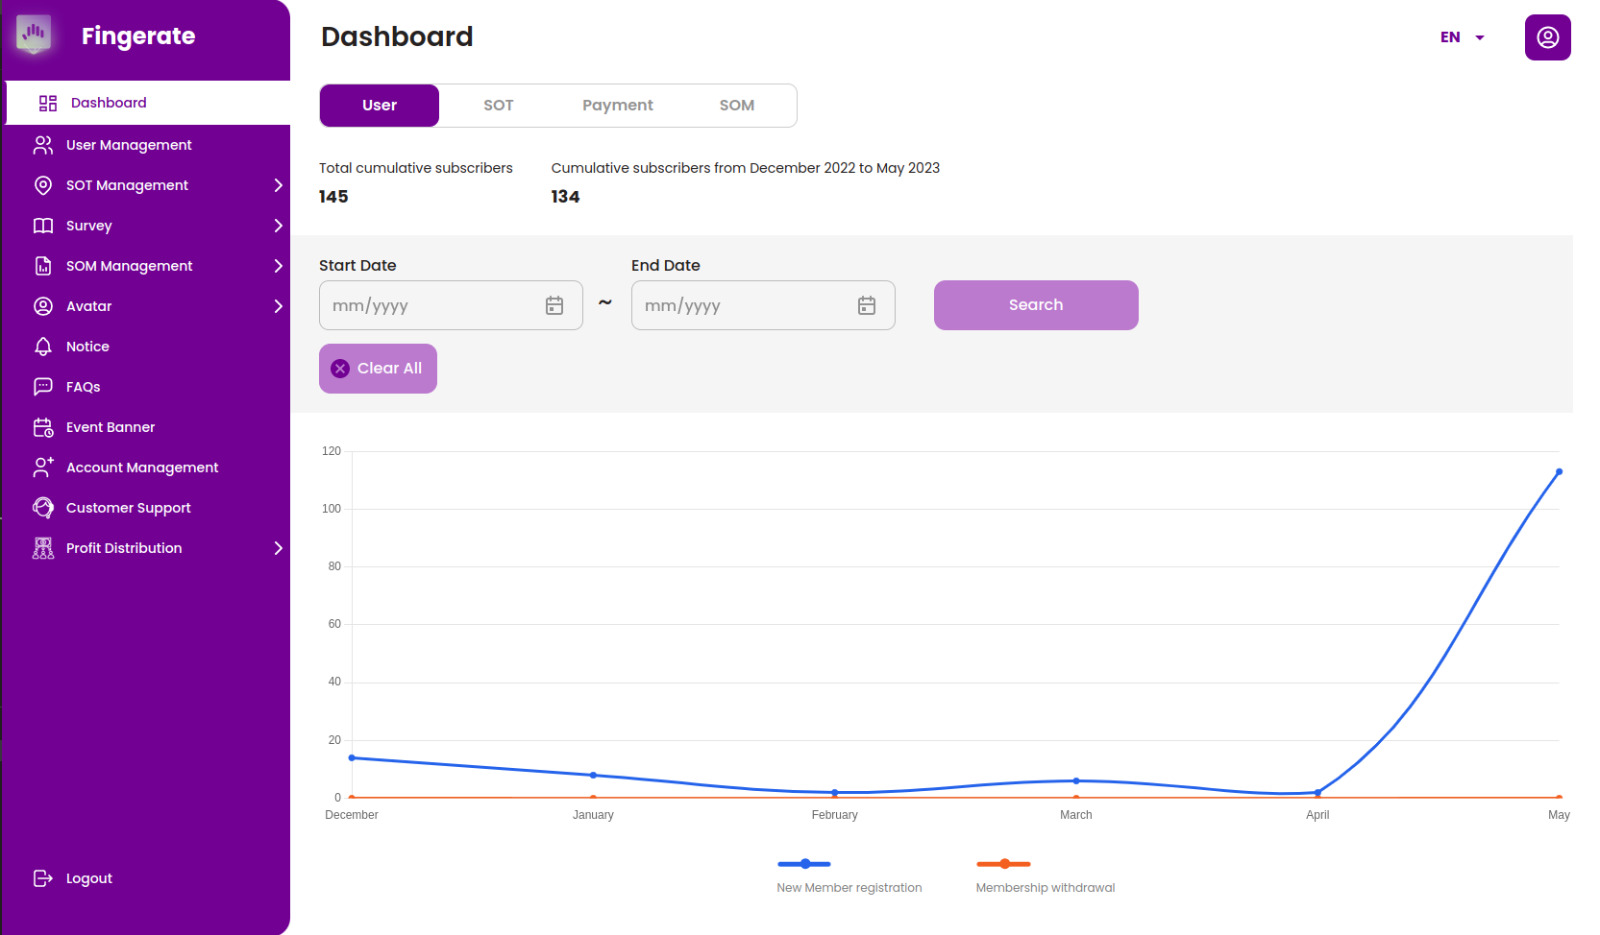 Fingerate
Dashboard
User Management
SOT Management
Survey
SOM Management
Avatar
Notice
FAQs
Event Banner
Account Management
Customer Support
Profit Distribution
Logout
Dashboard
EN
User SOT Payment SOM
Total cumulative subscribers
145
Cumulative subscribers from December 2022 to May 2023
134
Start Date
mm/yyyy
~
End Date
mm/yyyy
Search
Clear All
120
100
80
60
40
20
0
December January February March April May
New Member registration
Membership withdrawal